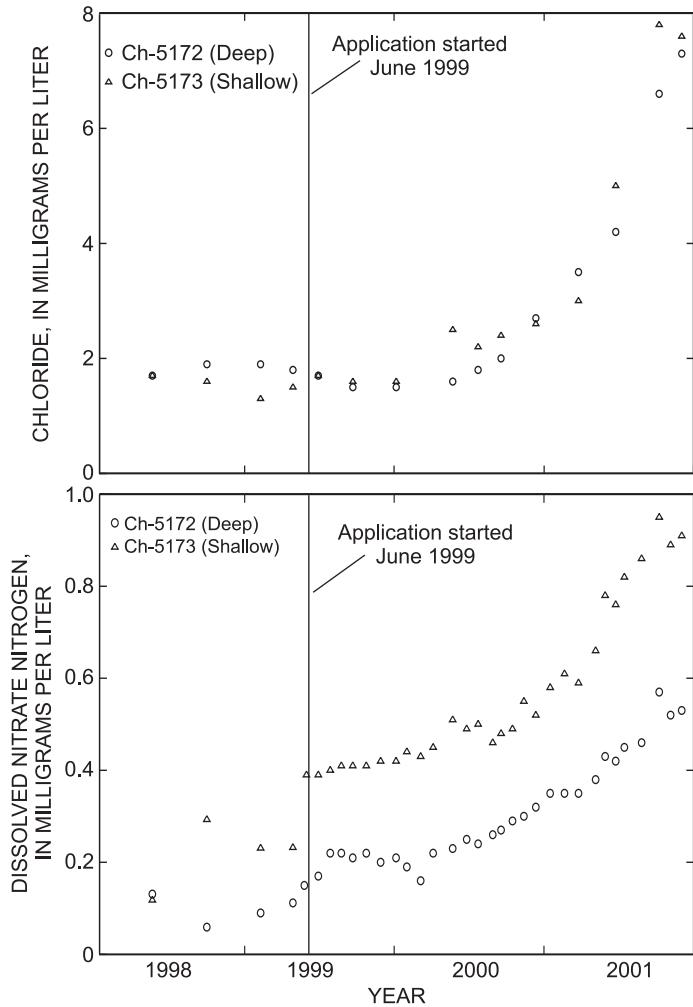 CHLORIDE, IN MILLIGRAMS PER LITER
8
6
4
2
0
Ch-5172 (Deep)
Ch-5173 (Shallow)
Application started
June 1999
DISSOLVED NITRATE NITROGEN,
IN MILLIGRAMS PER LITER
1.0
0.8
0.6
0.4
0.2
0
Ch-5172 (Deep)
Ch-5173 (Shallow)
Application started
June 1999
1998 1999 2000 2001
YEAR